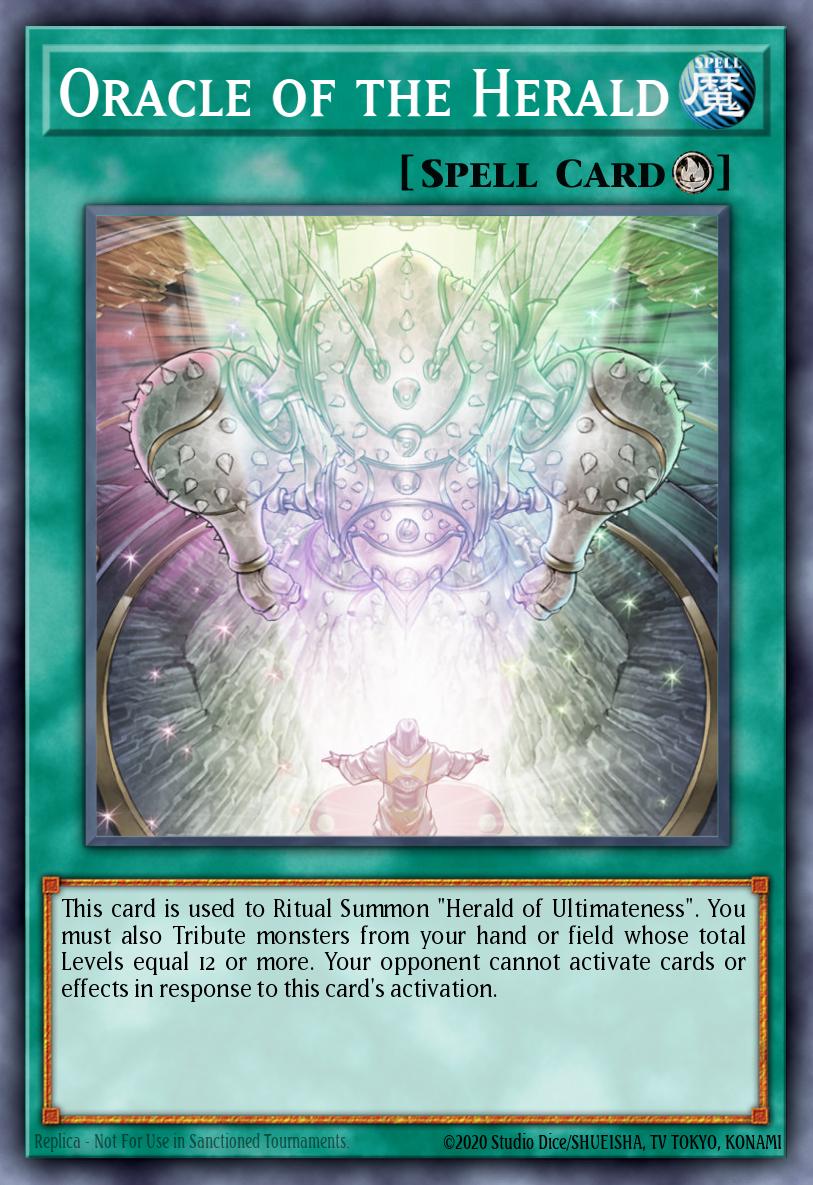 ORACLE OF THE HERALD
SPELL
魔
[SPELL CARD]
This card is used to Ritual Summon "Herald of Ultimateness". You
must also Tribute monsters from your hand or field whose total
Levels equal 12 or more. Your opponent cannot activate cards or
effects in response to this card's activation.
Replica - Not For Use in Sanctioned Tournaments.
©2020 Studio Dice/SHUEISHA, TV TOKYO, KONAMI